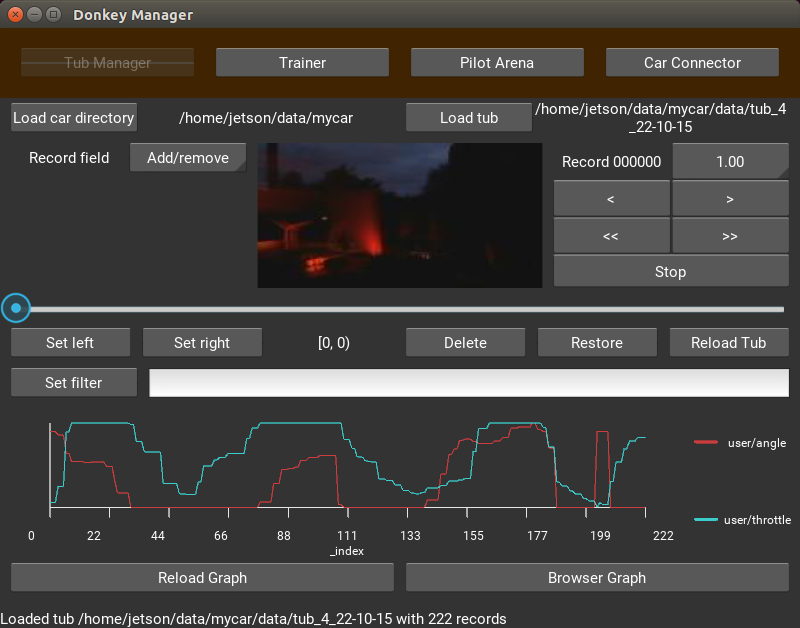 Donkey Manager
Tub Manager
Trainer
Pilot Arena
Car Connector
Load car directory
/home/jetson/data/mycar
Load tub
/home/jetson/data/mycar/data/tub_4
_22-10-15
Record field
Add/remove
Record 000000
1.00
<
>
<<
>>
Stop
Set left
Set right
[0, 0)
Delete
Restore
Reload Tub
Set filter
user/angle
user/throttle
0 22 44 66 88 111 133 155 177 199 222
_index
Reload Graph
Browser Graph
Loaded tub /home/jetson/data/mycar/data/tub_4_22-10-15 with 222 records